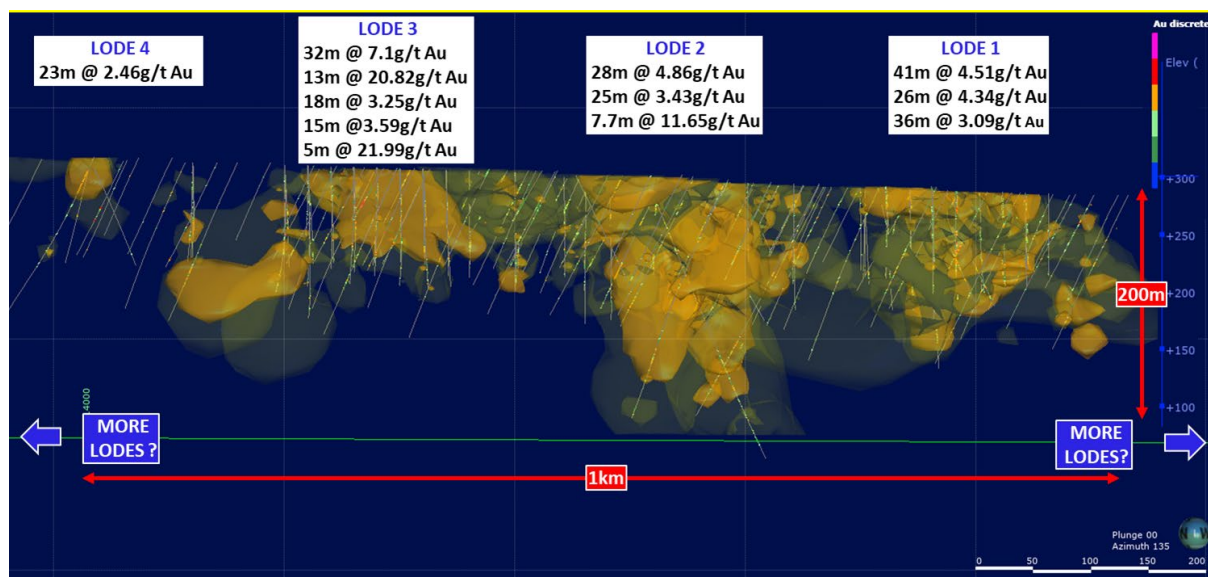 LODE 4
23m @ 2.46g/t Au
LODE 3
32m @ 7.1g/t Au
13m @ 20.82g/t Au
18m @ 3.25g/t Au
15m @3.59g/t Au
5m @ 21.99g/t Au
LODE 2
28m @ 4.86g/t Au
25m @ 3.43g/t Au
7.7m @ 11.65g/t Au
LODE 1
41m @ 4.51g/t Au
26m @ 4.34g/t Au
36m @ 3.09g/t Au
Au discrete
Elev (
+300
+250
+200
+150
+100
200m
4000
MORE
LODES ?
MORE
LODES?
1km
Plunge 00
Azimuth 135
0 50 100 150 200